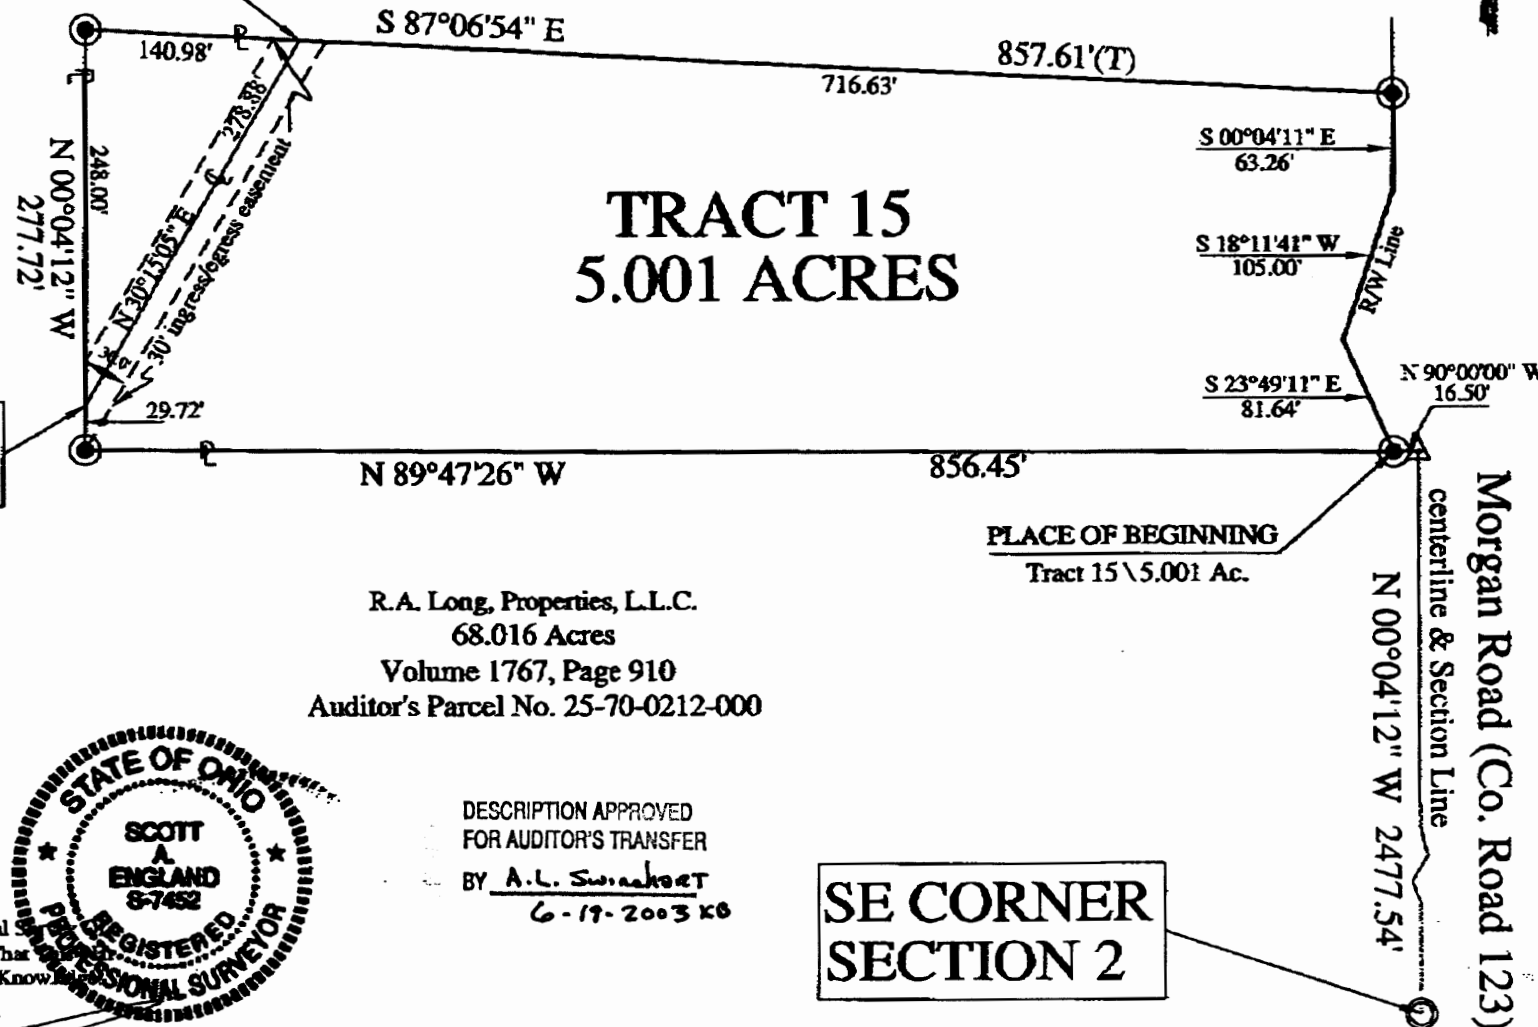 S 87°06'54" E
857.61'(T)
140.98'
716.63'
248.00'
N 00°04'12" W
277.72'
278.38'
N 30°15'05" E
30' ingress/egress easement
29.72'
TRACT 15
5.001 ACRES
S 00°04'11" E
63.26'
S 18°11'41" W
105.00'
R/W Line
S 23°49'11" E
81.64'
N 90°00'00" W
16.50'
N 89°47'26" W
856.45'
PLACE OF BEGINNING
Tract 15\5.001 Ac.
Morgan Road (Co. Road 123)
centerline & Section Line
N 00°04'12" W 2477.54'
R.A. Long, Properties, L.L.C.
68.016 Acres
Volume 1767, Page 910
Auditor's Parcel No. 25-70-0212-000
STATE OF OHIO
SCOTT
A.
ENGLAND
S-7452
REGISTERED
PROFESSIONAL SURVEYOR
DESCRIPTION APPROVED
FOR AUDITOR'S TRANSFER
BY A.L. Swinehart
6-19-2003 KB
SE CORNER
SECTION 2